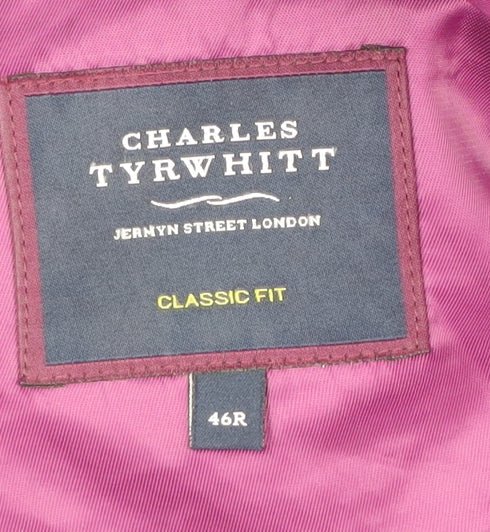 CHARLES
TYRWHITT
JERMYN STREET LONDON
CLASSIC FIT
46R